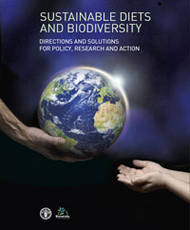 SUSTAINABLE DIETS
AND BIODIVERSITY
DIRECTIONS AND SOLUTIONS
FOR POLICY, RESEARCH AND ACTION